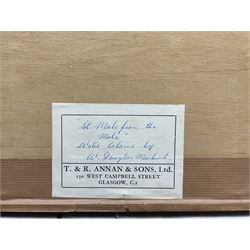 "St Malo from the
Mole"
Water Colour by
W. Douglas Macleod
T. & R. ANNAN & SONS, Ltd.
130 WEST CAMPBELL STREET
GLASGOW, C.2